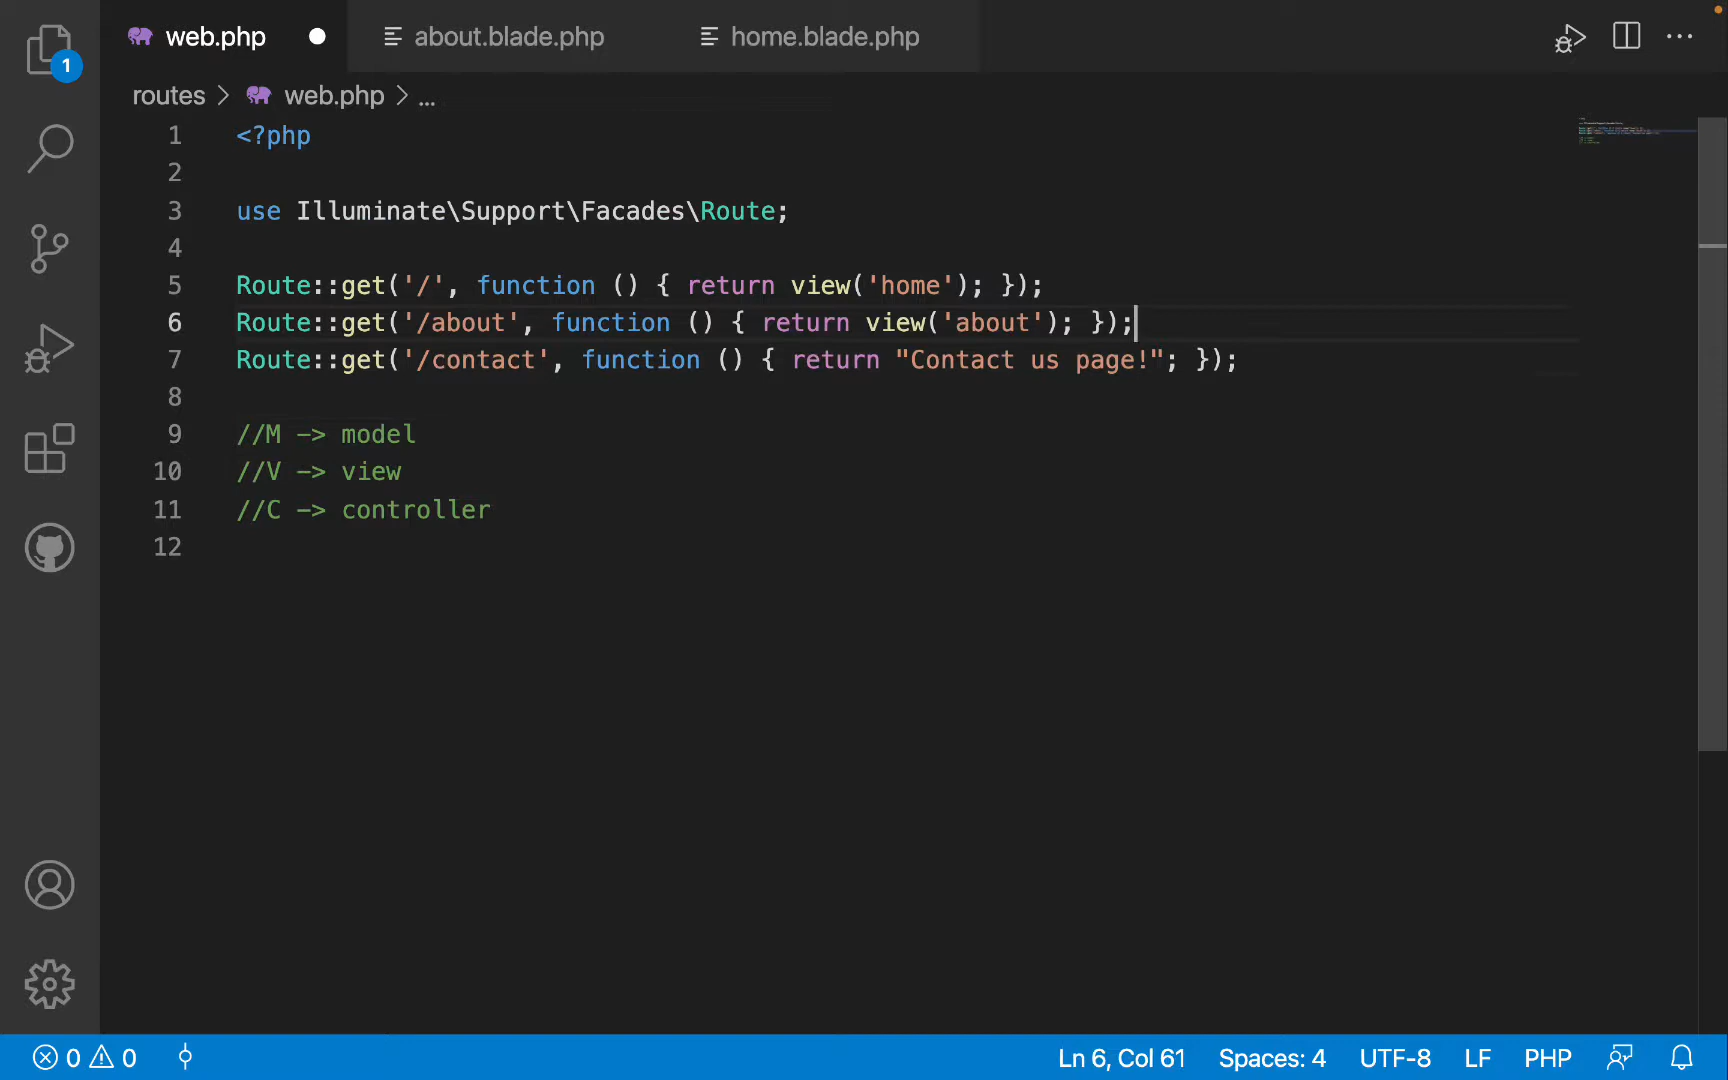 web.php
about.blade.php
home.blade.php
1
routes > web.php > ...
1 <?php
2
3 use Illuminate\Support\Facades\Route;
4
5 Route::get('/', function () { return view('home'); });
6 Route::get('/about', function () { return view('about'); });
7 Route::get('/contact', function () { return "Contact us page!"; });
8
9 //M -> model
10 //V -> view
11 //C -> controller
12
0 0 Ln 6, Col 61 Spaces: 4 UTF-8 LF PHP